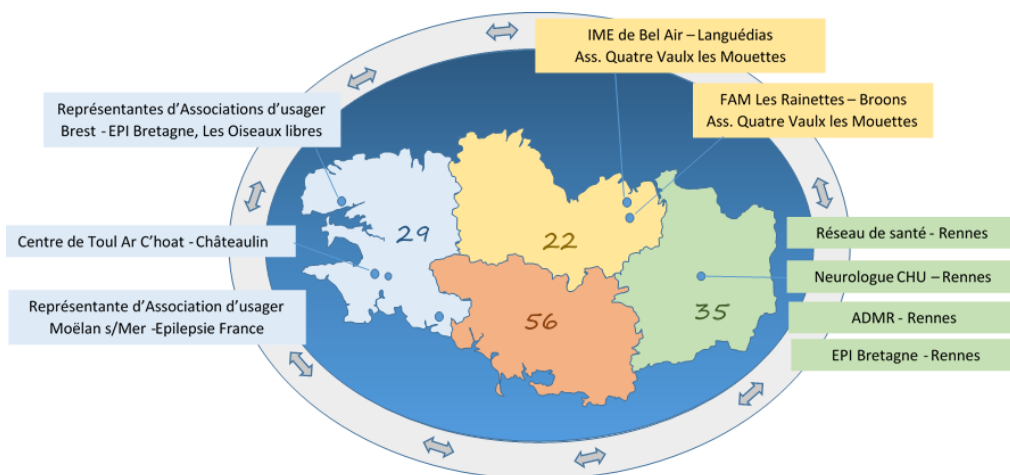 IME de Bel Air – Languédias
Ass. Quatre Vaulx les Mouettes
FAM Les Rainettes – Broons
Ass. Quatre Vaulx les Mouettes
Représentantes d’Associations d’usager
Brest - EPI Bretagne, Les Oiseaux libres
Centre de Toul Ar C’hoat - Châteaulin
Représentante d’Association d’usager
Moëlan s/Mer -Epilepsie France
29
22
56
35
Réseau de santé - Rennes
Neurologue CHU – Rennes
ADMR - Rennes
EPI Bretagne - Rennes